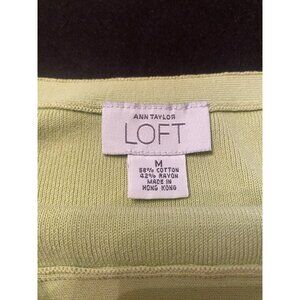 ANN TAYLOR
LOFT
M
58% COTTON
42% RAYON
MADE IN
HONG KONG